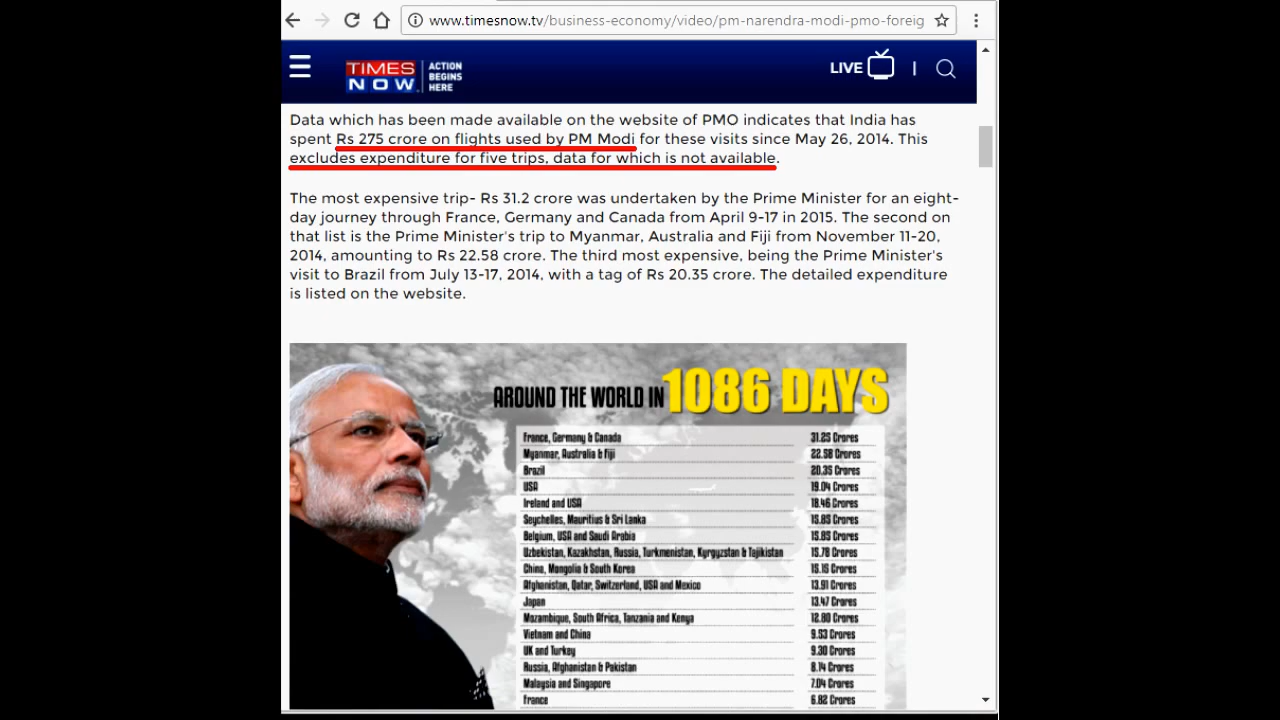 www.timesnow.tv/business-economy/video/pm-narendra-modi-pmo-foreig
TIMES NOW
ACTION BEGINS HERE
LIVE
Data which has been made available on the website of PMO indicates that India has
spent Rs 275 crore on flights used by PM Modi for these visits since May 26, 2014. This
excludes expenditure for five trips, data for which is not available.
The most expensive trip- Rs 31.2 crore was undertaken by the Prime Minister for an eight-
day journey through France, Germany and Canada from April 9-17 in 2015. The second on
that list is the Prime Minister's trip to Myanmar, Australia and Fiji from November 11-20,
2014, amounting to Rs 22.58 crore. The third most expensive, being the Prime Minister's
visit to Brazil from July 13-17, 2014, with a tag of Rs 20.35 crore. The detailed expenditure
is listed on the website.
AROUND THE WORLD IN 1086 DAYS
France, Germany & Canada 31.25 Crores
Myanmar, Australia & Fiji 22.58 Crores
Brazil 20.35 Crores
USA 19.04 Crores
Ireland and USA 18.46 Crores
Seychelles, Mauritius & Sri Lanka 15.85 Crores
Belgium, USA and Saudi Arabia 15.85 Crores
Uzbekistan, Kazakhstan, Russia, Turkmenistan, Kyrgyzstan & Tajikistan 15.78 Crores
China, Mongolia & South Korea 15.15 Crores
Afghanistan, Qatar, Switzerland, USA and Mexico 13.91 Crores
Japan 13.47 Crores
Mozambique, South Africa, Tanzania and Kenya 12.80 Crores
Vietnam and China 9.53 Crores
UK and Turkey 9.30 Crores
Russia, Afghanistan & Pakistan 8.14 Crores
Malaysia and Singapore 7.04 Crores
France 6.82 Crores